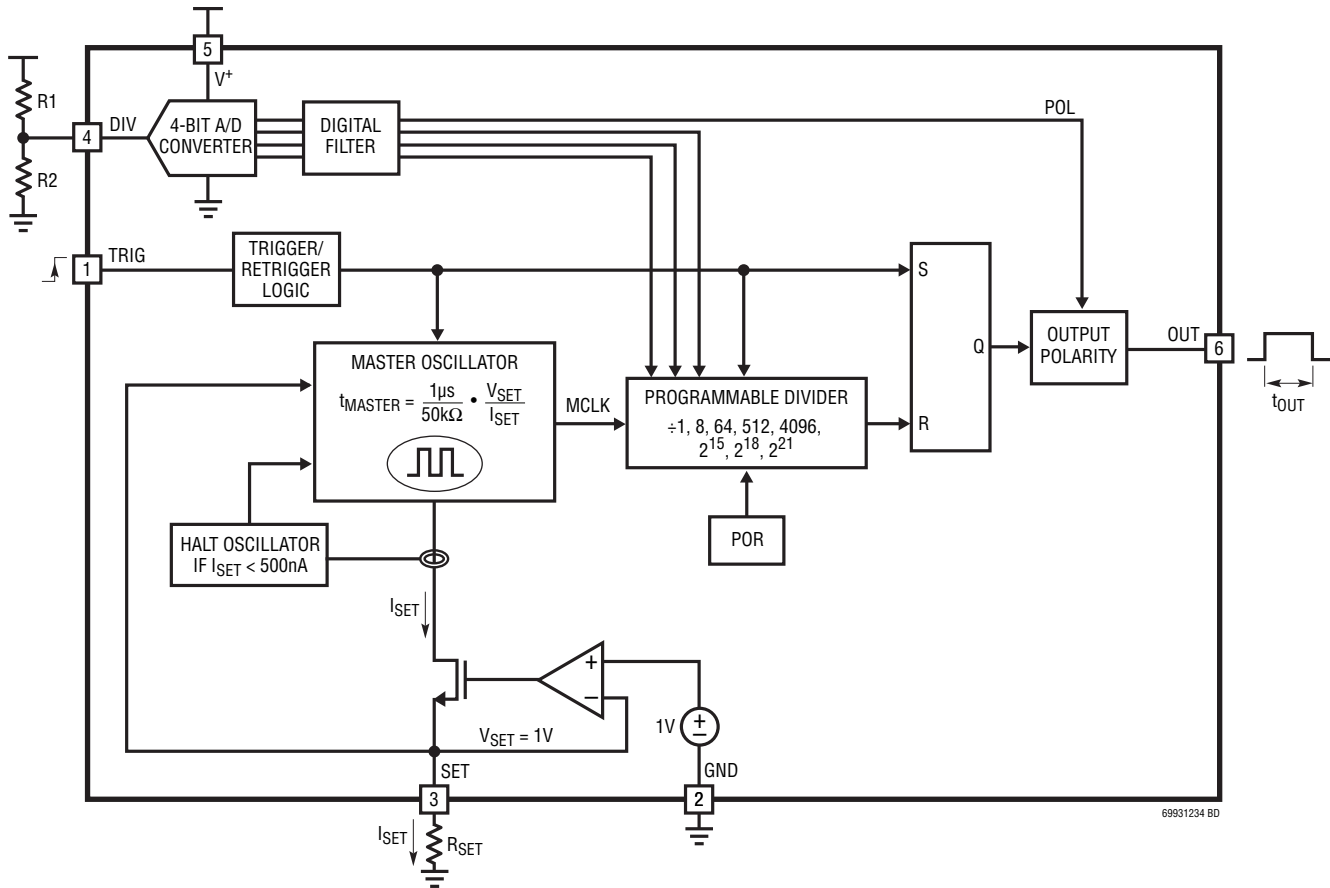 5
V+
R1
4
DIV
4-BIT A/D
CONVERTER
DIGITAL
FILTER
POL
R2
1
TRIG
TRIGGER/
RETRIGGER
LOGIC
S
Q
R
OUTPUT
POLARITY
OUT
6
tOUT
MASTER OSCILLATOR
tMASTER = 1µs/50kΩ • VSET/ISET
MCLK
PROGRAMMABLE DIVIDER
÷1, 8, 64, 512, 4096,
2^15, 2^18, 2^21
POR
HALT OSCILLATOR
IF ISET < 500nA
ISET
+
–
1V
+
–
VSET = 1V
SET
GND
3
2
ISET
RSET
69931234 BD